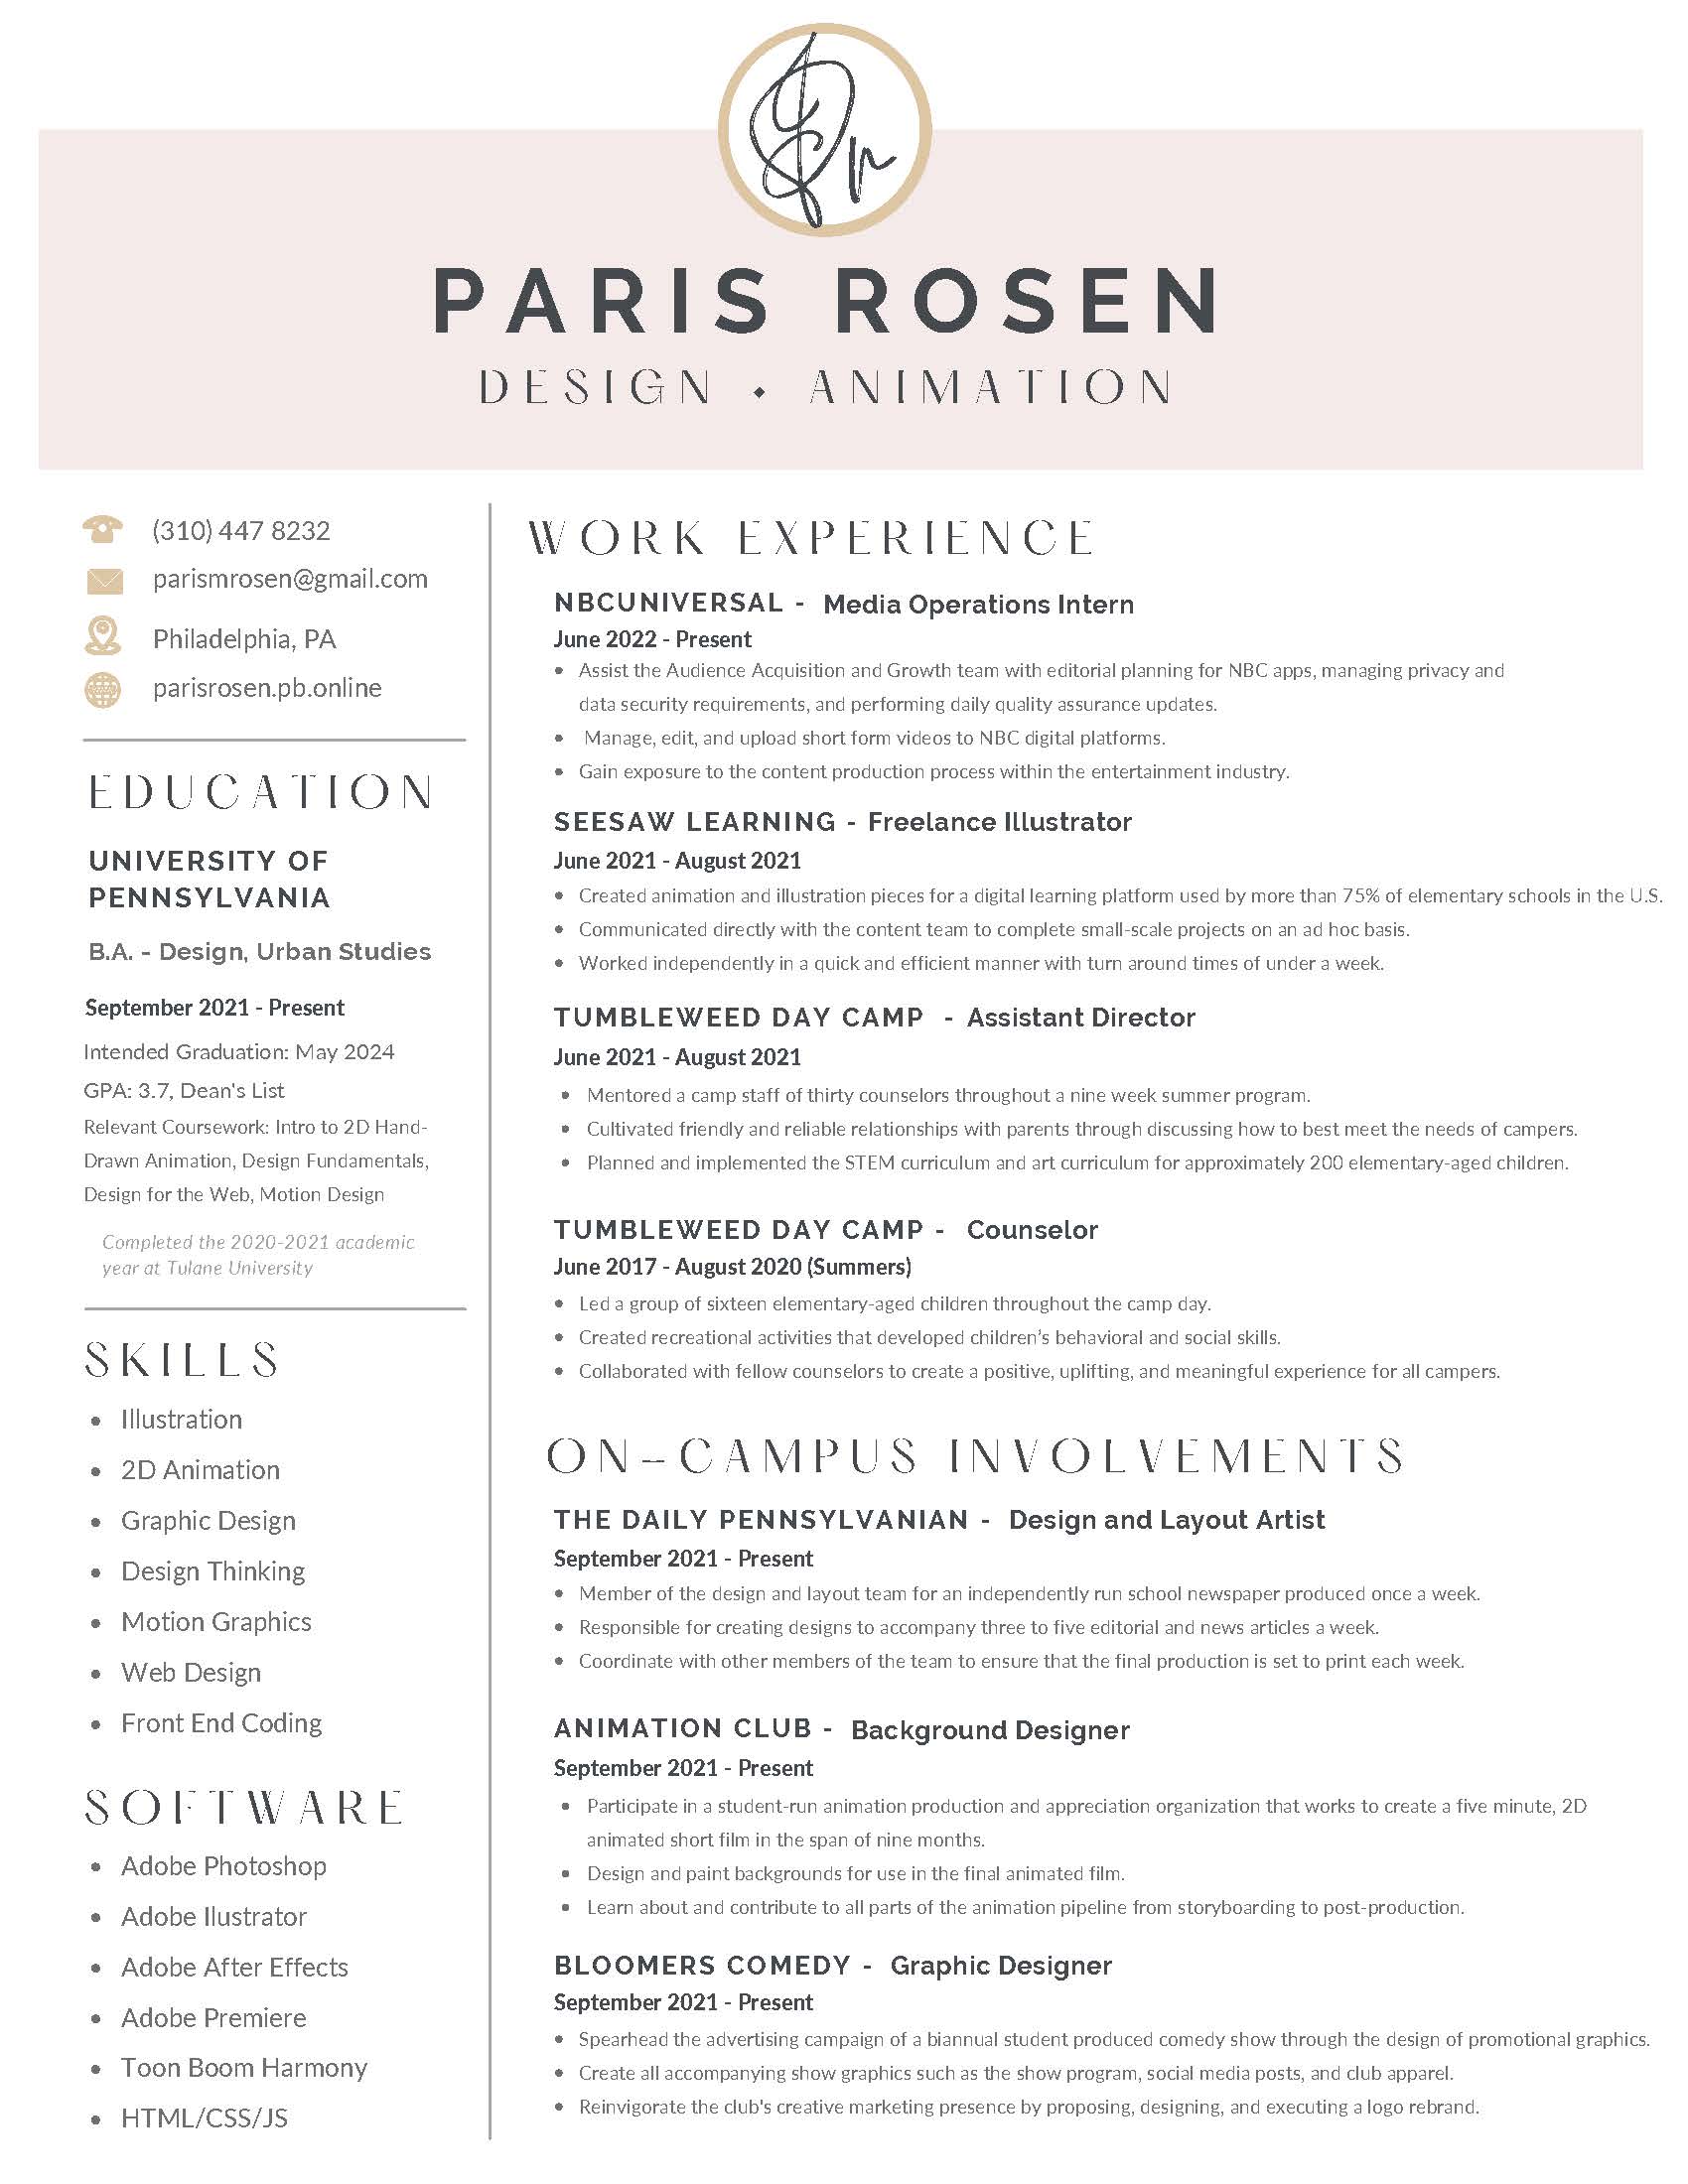 PARIS ROSEN
DESIGN • ANIMATION
(310) 447 8232
parismrosen@gmail.com
Philadelphia, PA
parisrosen.pb.online
EDUCATION
UNIVERSITY OF
PENNSYLVANIA
B.A. - Design, Urban Studies
September 2021 - Present
Intended Graduation: May 2024
GPA: 3.7, Dean's List
Relevant Coursework: Intro to 2D Hand-
Drawn Animation, Design Fundamentals,
Design for the Web, Motion Design
Completed the 2020-2021 academic
year at Tulane University
SKILLS
• Illustration
• 2D Animation
• Graphic Design
• Design Thinking
• Motion Graphics
• Web Design
• Front End Coding
SOFTWARE
• Adobe Photoshop
• Adobe Ilustrator
• Adobe After Effects
• Adobe Premiere
• Toon Boom Harmony
• HTML/CSS/JS
WORK EXPERIENCE
NBCUNIVERSAL - Media Operations Intern
June 2022 - Present
• Assist the Audience Acquisition and Growth team with editorial planning for NBC apps, managing privacy and
data security requirements, and performing daily quality assurance updates.
• Manage, edit, and upload short form videos to NBC digital platforms.
• Gain exposure to the content production process within the entertainment industry.
SEESAW LEARNING - Freelance Illustrator
June 2021 - August 2021
• Created animation and illustration pieces for a digital learning platform used by more than 75% of elementary schools in the U.S.
• Communicated directly with the content team to complete small-scale projects on an ad hoc basis.
• Worked independently in a quick and efficient manner with turn around times of under a week.
TUMBLEWEED DAY CAMP - Assistant Director
June 2021 - August 2021
• Mentored a camp staff of thirty counselors throughout a nine week summer program.
• Cultivated friendly and reliable relationships with parents through discussing how to best meet the needs of campers.
• Planned and implemented the STEM curriculum and art curriculum for approximately 200 elementary-aged children.
TUMBLEWEED DAY CAMP - Counselor
June 2017 - August 2020 (Summers)
• Led a group of sixteen elementary-aged children throughout the camp day.
• Created recreational activities that developed children's behavioral and social skills.
• Collaborated with fellow counselors to create a positive, uplifting, and meaningful experience for all campers.
ON-CAMPUS INVOLVEMENTS
THE DAILY PENNSYLVANIAN - Design and Layout Artist
September 2021 - Present
• Member of the design and layout team for an independently run school newspaper produced once a week.
• Responsible for creating designs to accompany three to five editorial and news articles a week.
• Coordinate with other members of the team to ensure that the final production is set to print each week.
ANIMATION CLUB - Background Designer
September 2021 - Present
• Participate in a student-run animation production and appreciation organization that works to create a five minute, 2D
animated short film in the span of nine months.
• Design and paint backgrounds for use in the final animated film.
• Learn about and contribute to all parts of the animation pipeline from storyboarding to post-production.
BLOOMERS COMEDY - Graphic Designer
September 2021 - Present
• Spearhead the advertising campaign of a biannual student produced comedy show through the design of promotional graphics.
• Create all accompanying show graphics such as the show program, social media posts, and club apparel.
• Reinvigorate the club's creative marketing presence by proposing, designing, and executing a logo rebrand.